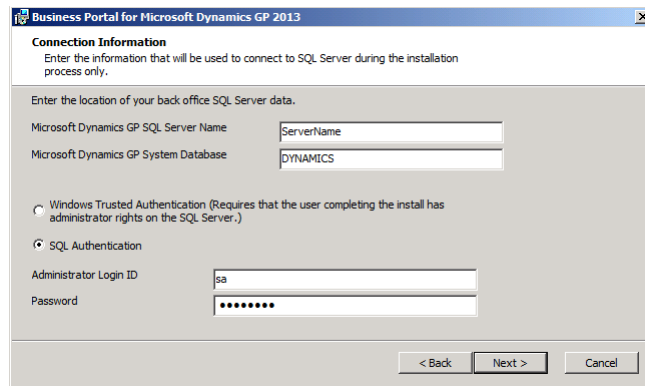 Business Portal for Microsoft Dynamics GP 2013
Connection Information
Enter the information that will be used to connect to SQL Server during the installation
process only.
Enter the location of your back office SQL Server data.
Microsoft Dynamics GP SQL Server Name
ServerName
Microsoft Dynamics GP System Database
DYNAMICS
Windows Trusted Authentication (Requires that the user completing the install has
administrator rights on the SQL Server.)
SQL Authentication
Administrator Login ID
sa
Password
••••••••
< Back
Next >
Cancel